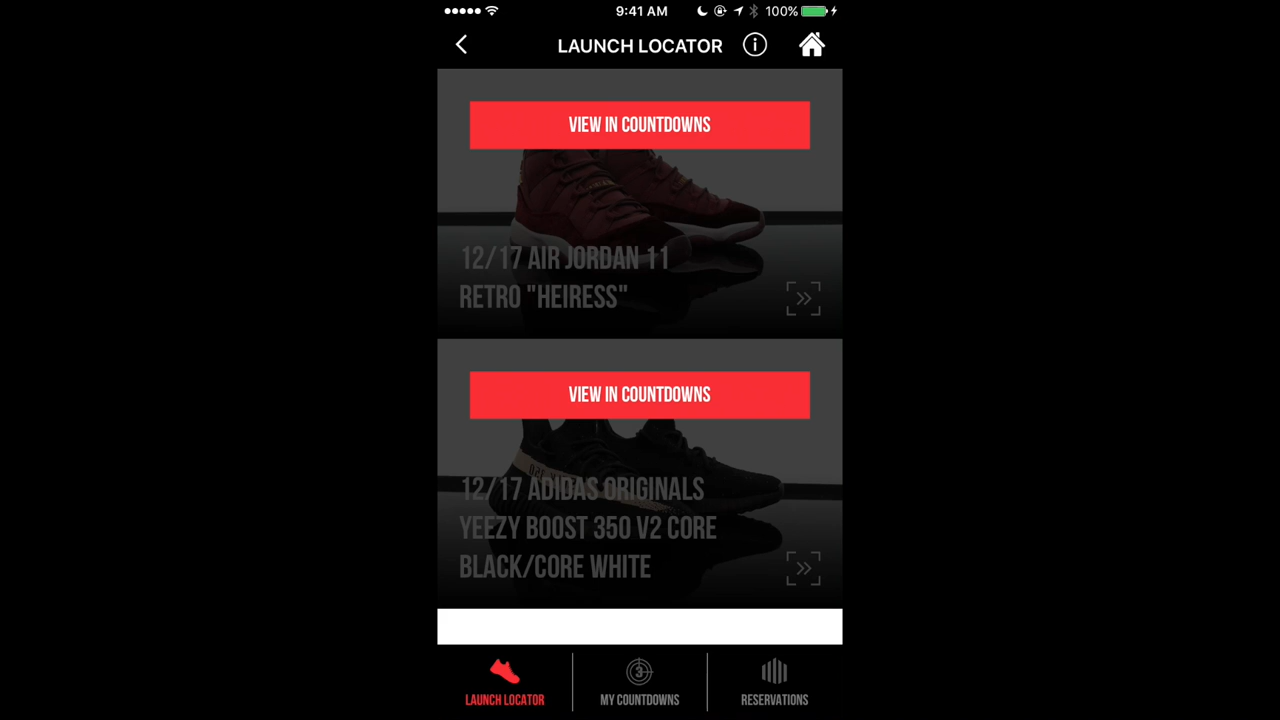 9:41 AM
100%
LAUNCH LOCATOR
VIEW IN COUNTDOWNS
12/17 AIR JORDAN 11
RETRO "HEIRESS"
VIEW IN COUNTDOWNS
12/17 ADIDAS ORIGINALS
YEEZY BOOST 350 V2 CORE
BLACK/CORE WHITE
LAUNCH LOCATOR
3
MY COUNTDOWNS
RESERVATIONS